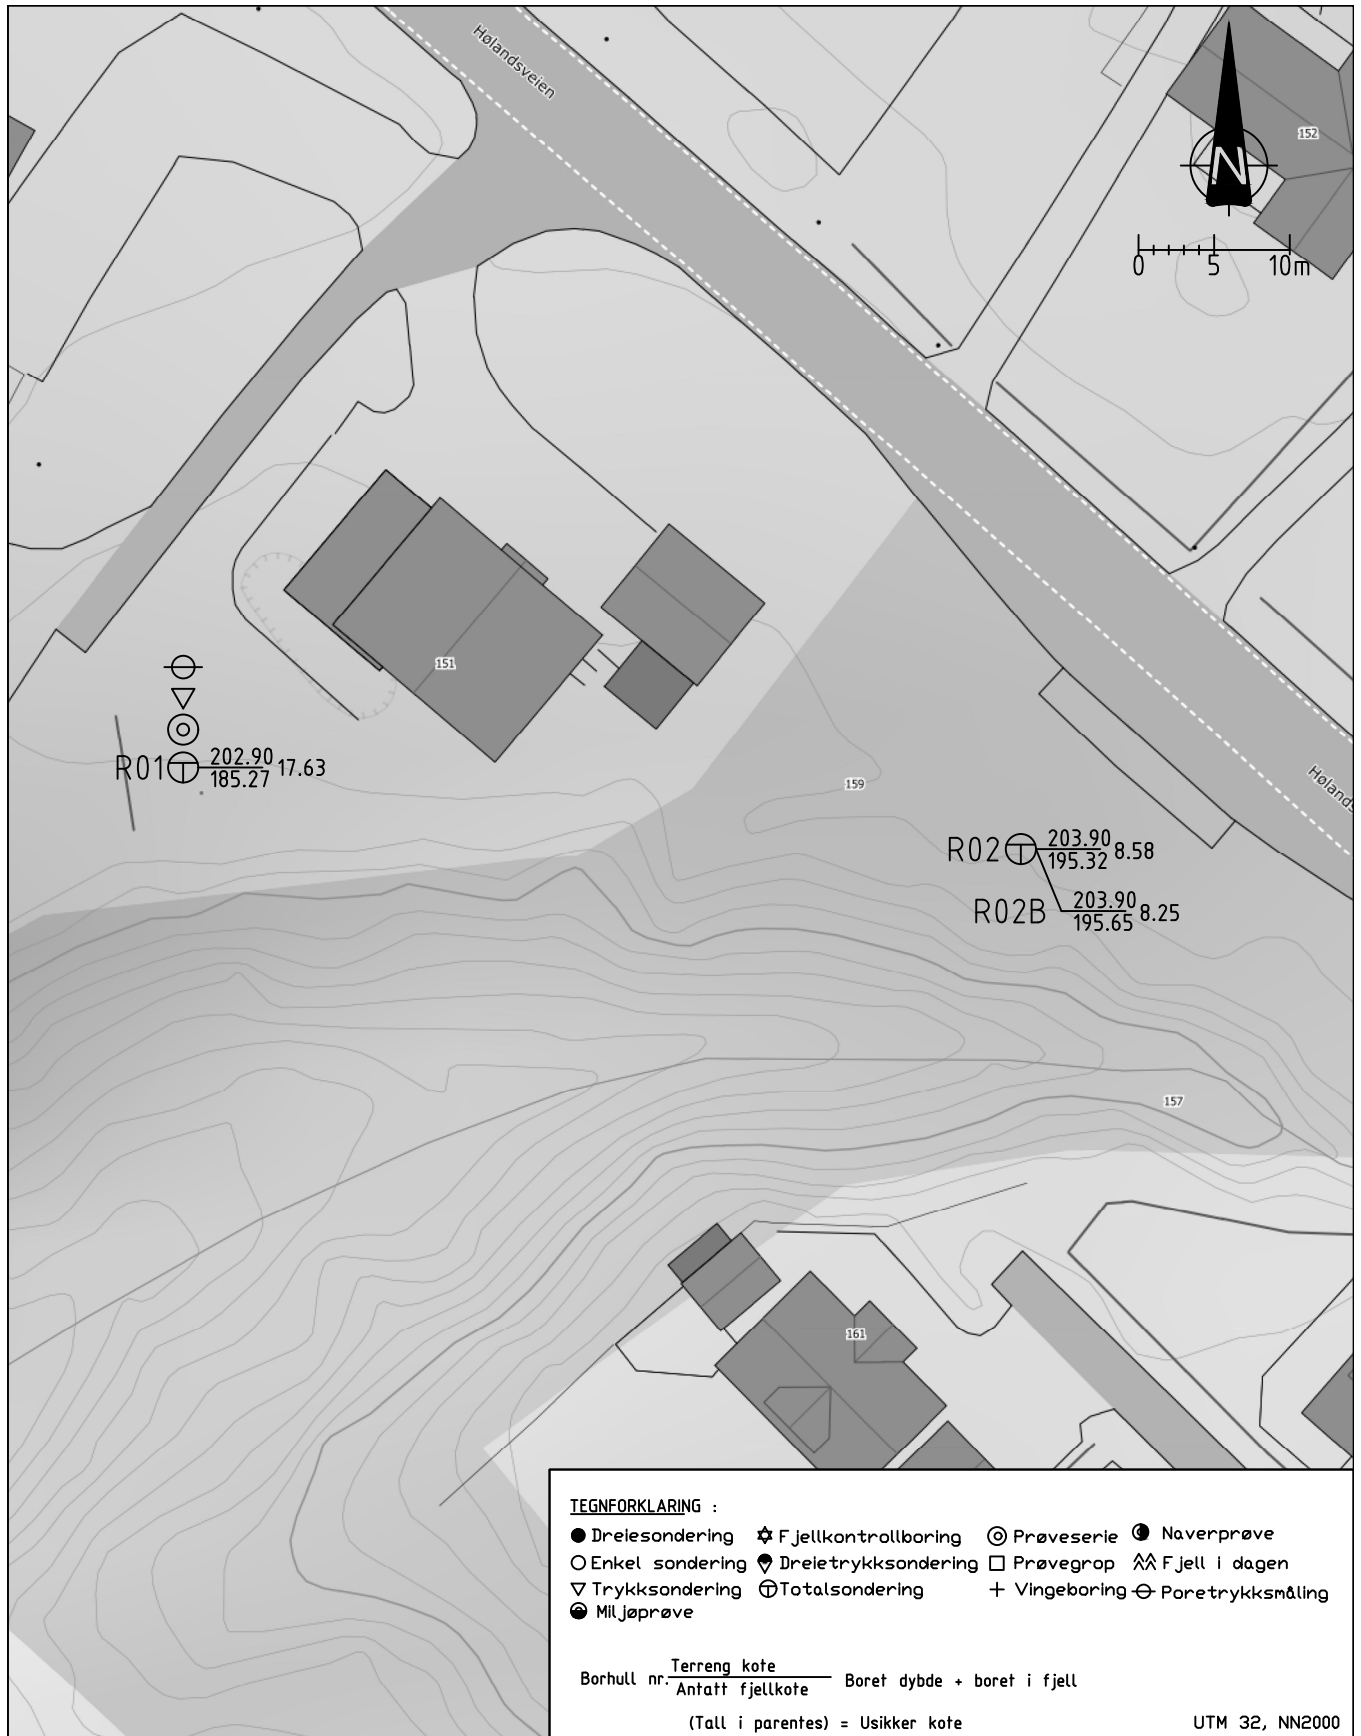 Hølandsveien
152
N
0 5 10m
151
R01 202.90 17.63
185.27
159
Høland
R02 203.90 8.58
195.32
R02B 203.90 8.25
195.65
157
161
TEGNFORKLARING :
Dreiesondering Fjellkontrollboring Prøveserie Naverprøve
Enkel sondering Dreietrykksondering Prøvegrop Fjell i dagen
Trykksondering Totalsondering Vingeboring Poretrykksmåling
Miljøprøve
Borhull nr. Terreng kote Boret dybde + boret i fjell
Antatt fjellkote
(Tall i parentes) = Usikker kote UTM 32, NN2000